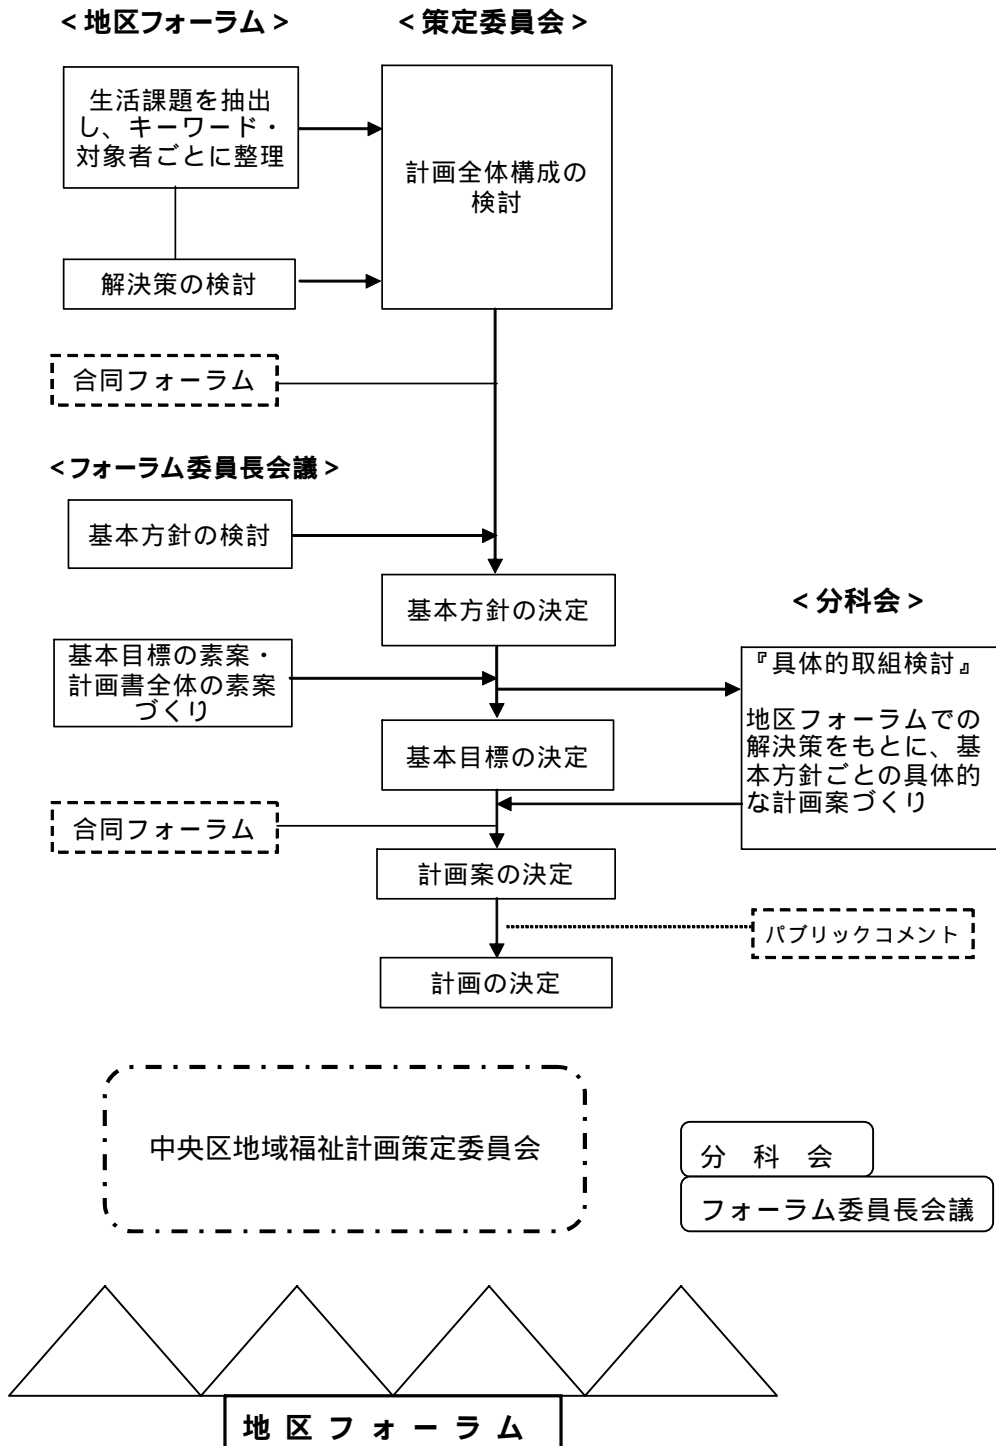 ＜地区フォーラム＞
＜策定委員会＞
生活課題を抽出
し、キーワード・
対象者ごとに整理
計画全体構成の
検討
解決策の検討
合同フォーラム
＜フォーラム委員長会議＞
基本方針の検討
基本方針の決定
＜分科会＞
基本目標の素案・
計画書全体の素案
づくり
『具体的取組検討』
地区フォーラムでの
解決策をもとに、基
本方針ごとの具体的
な計画案づくり
基本目標の決定
合同フォーラム
計画案の決定
パブリックコメント
計画の決定
中央区地域福祉計画策定委員会
分　科　会
フォーラム委員長会議
地区フォーラム